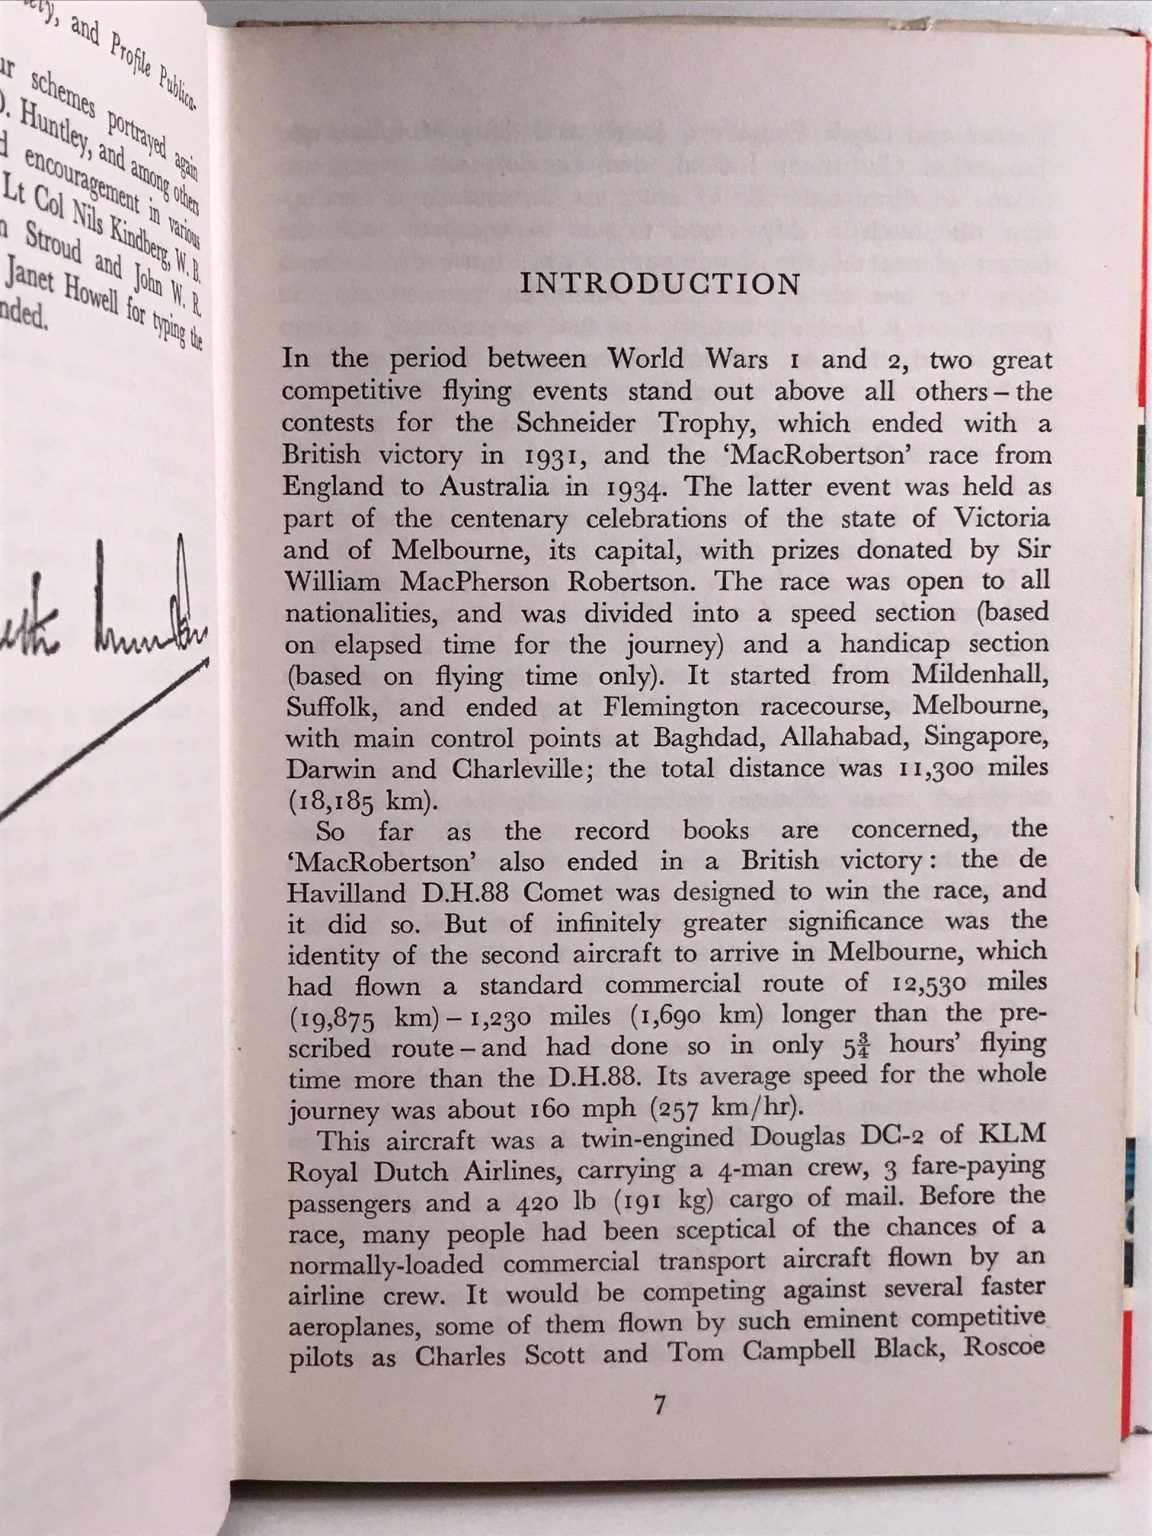 and Profile Publica-
schemes portrayed again
Huntley, and among others
encouragement in various
Lt Col Nils Kindberg, W. B.
Stroud and John W. R.
Janet Howell for typing the
INTRODUCTION
In the period between World Wars 1 and 2, two great
competitive flying events stand out above all others – the
contests for the Schneider Trophy, which ended with a
British victory in 1931, and the ‘MacRobertson’ race from
England to Australia in 1934. The latter event was held as
part of the centenary celebrations of the state of Victoria
and of Melbourne, its capital, with prizes donated by Sir
William MacPherson Robertson. The race was open to all
nationalities, and was divided into a speed section (based
on elapsed time for the journey) and a handicap section
(based on flying time only). It started from Mildenhall,
Suffolk, and ended at Flemington racecourse, Melbourne,
with main control points at Baghdad, Allahabad, Singapore,
Darwin and Charleville; the total distance was 11,300 miles
(18,185 km).
So far as the record books are concerned, the
‘MacRobertson’ also ended in a British victory: the de
Havilland D.H.88 Comet was designed to win the race, and
it did so. But of infinitely greater significance was the
identity of the second aircraft to arrive in Melbourne, which
had flown a standard commercial route of 12,530 miles
(19,875 km) – 1,230 miles (1,690 km) longer than the pre-
scribed route – and had done so in only 5¾ hours’ flying
time more than the D.H.88. Its average speed for the whole
journey was about 160 mph (257 km/hr).
This aircraft was a twin-engined Douglas DC-2 of KLM
Royal Dutch Airlines, carrying a 4-man crew, 3 fare-paying
passengers and a 420 lb (191 kg) cargo of mail. Before the
race, many people had been sceptical of the chances of a
normally-loaded commercial transport aircraft flown by an
airline crew. It would be competing against several faster
aeroplanes, some of them flown by such eminent competitive
pilots as Charles Scott and Tom Campbell Black, Roscoe
7